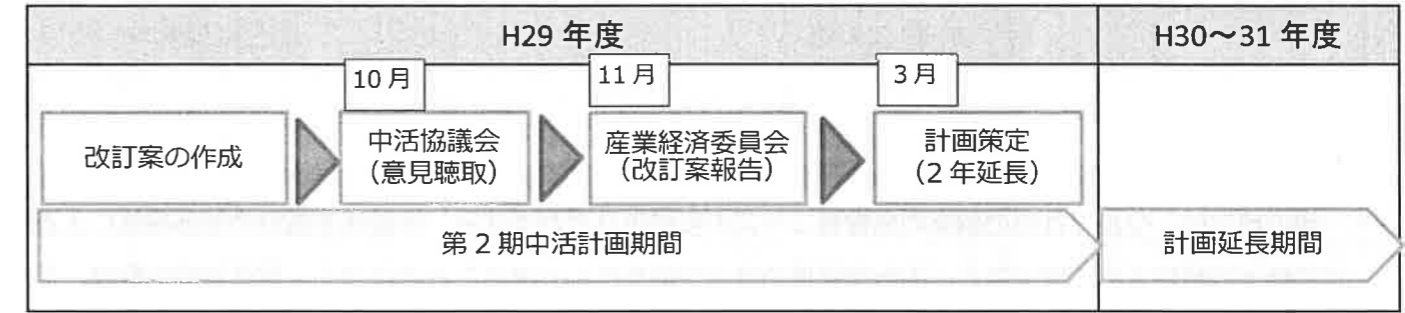 H29 年度
H30～31 年度
10 月
11 月
3 月
改訂案の作成
中活協議会
（意見聴取）
産業経済委員会
（改訂案報告）
計画策定
（2 年延長）
第 2 期中活計画期間
計画延長期間